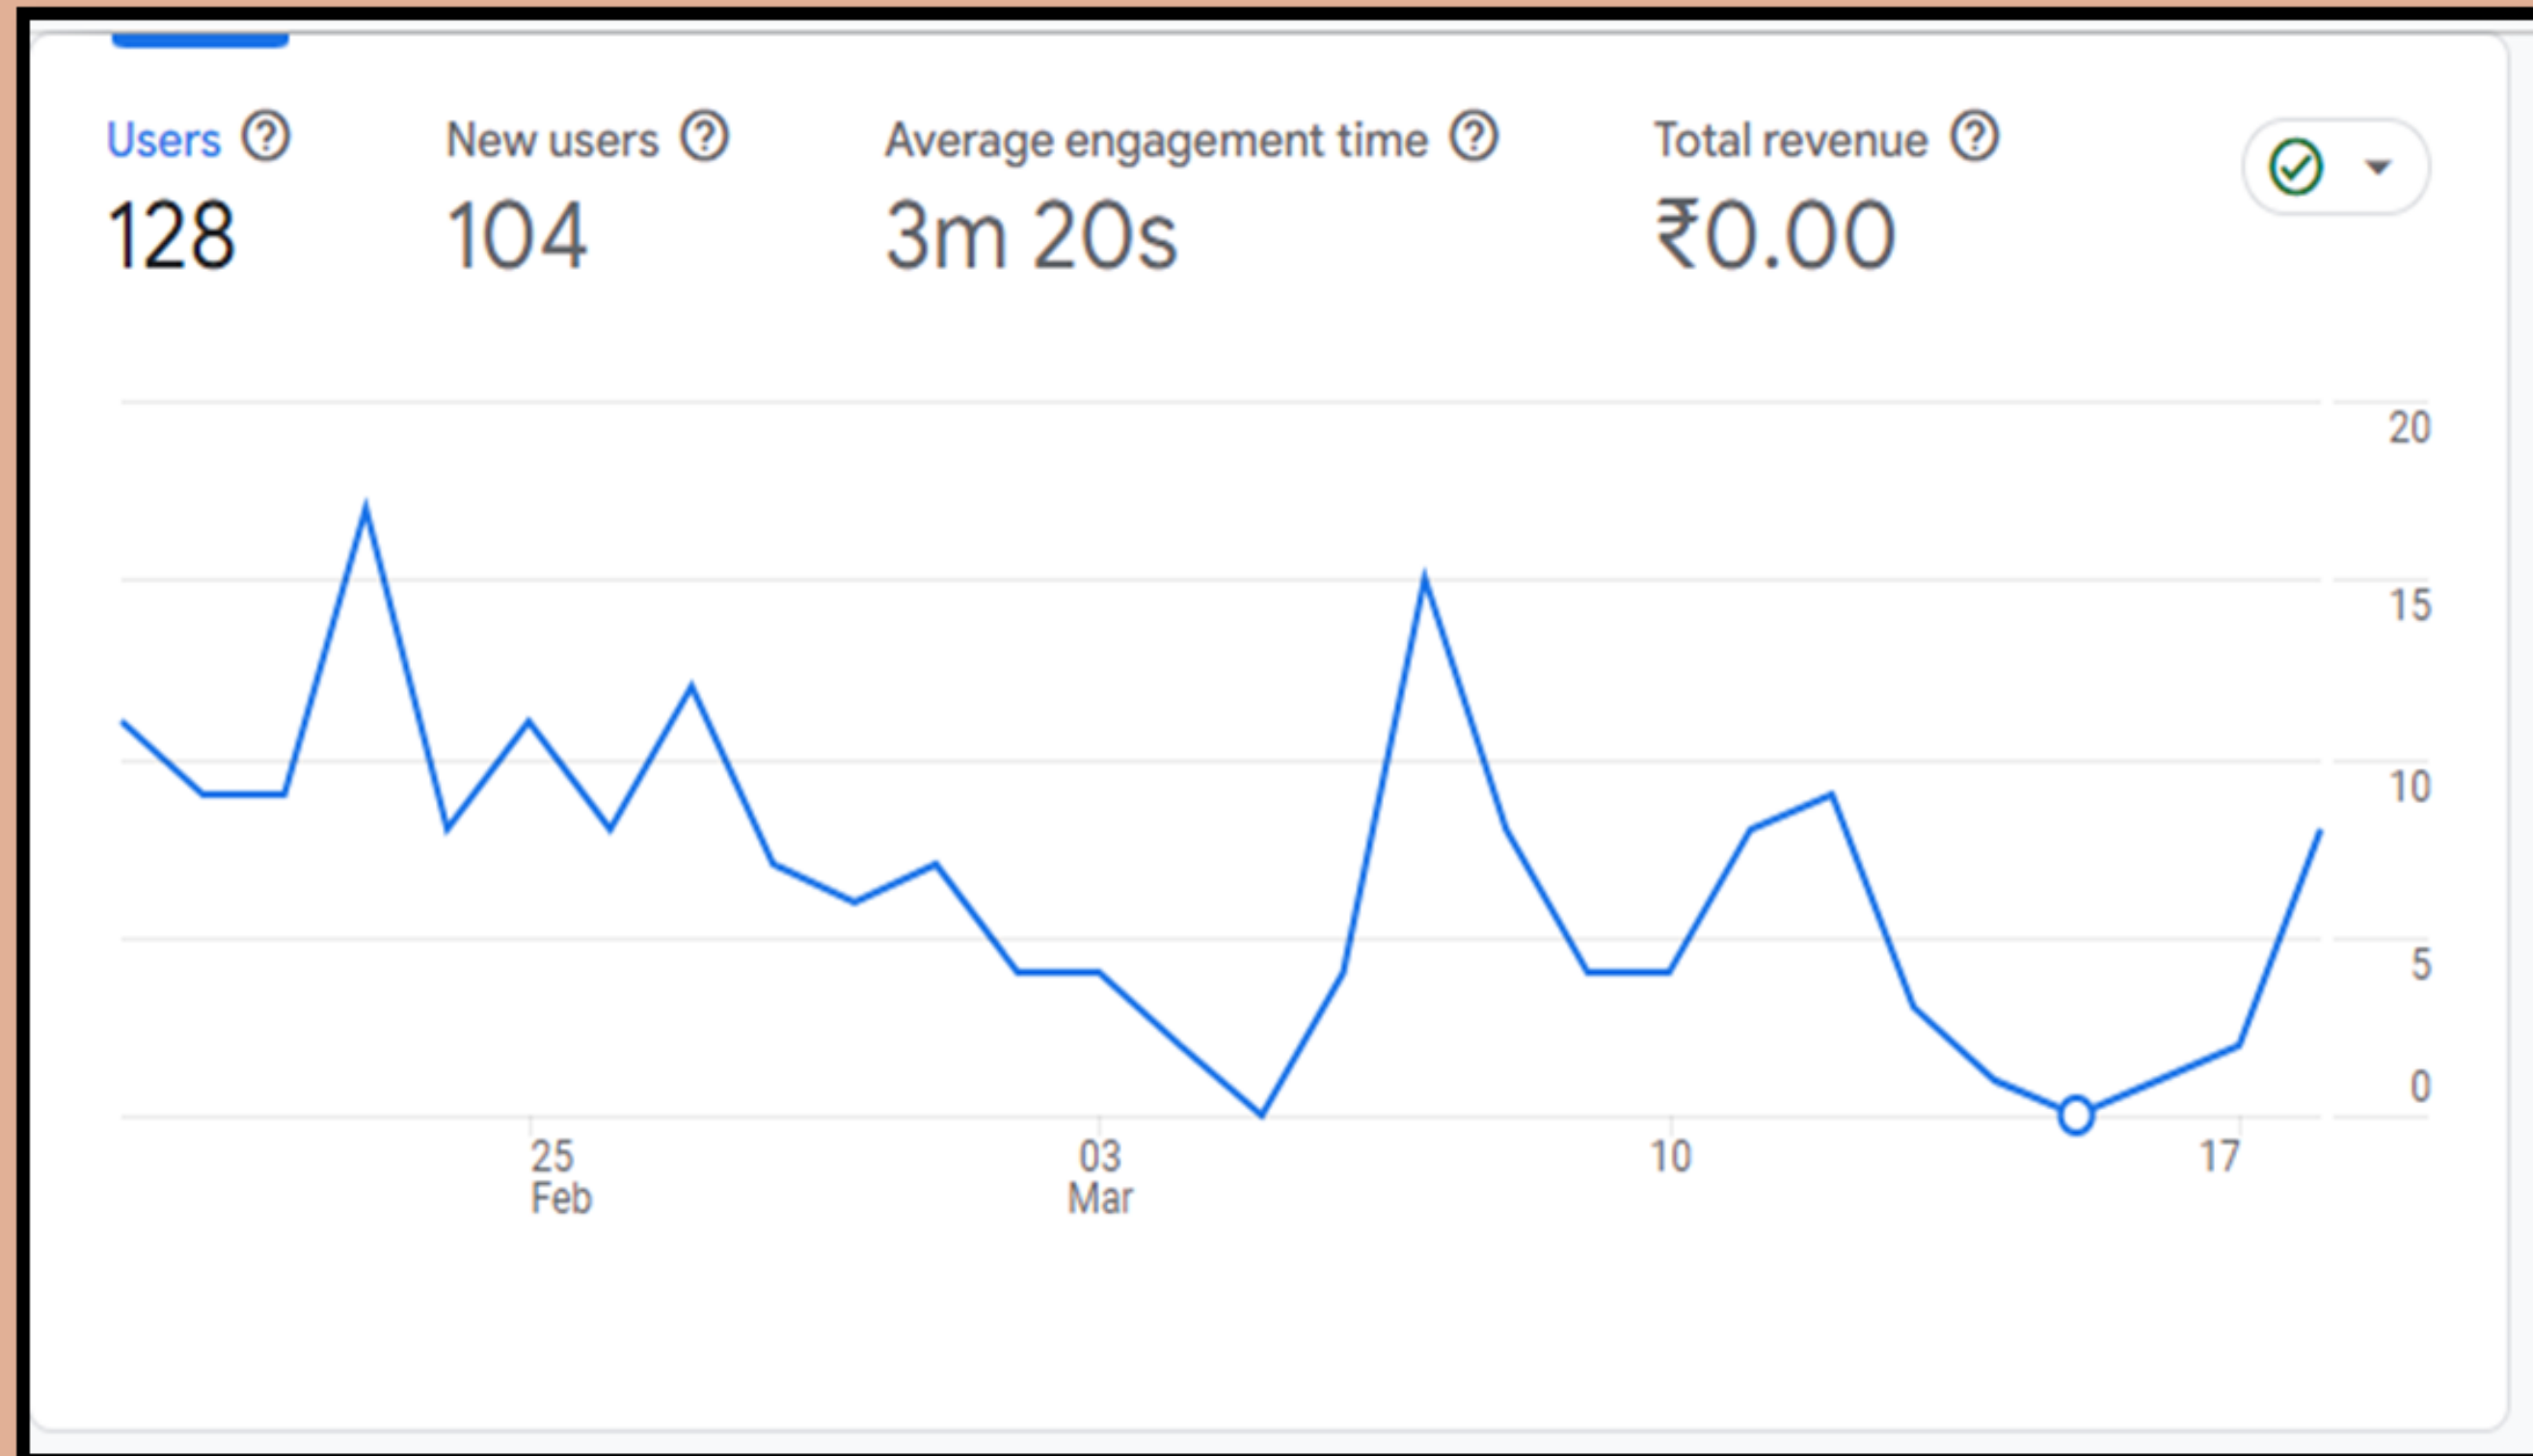 Users New users Average engagement time Total revenue
128 104 3m 20s ₹0.00
20
15
10
5
0
25 03 10 17
Feb Mar